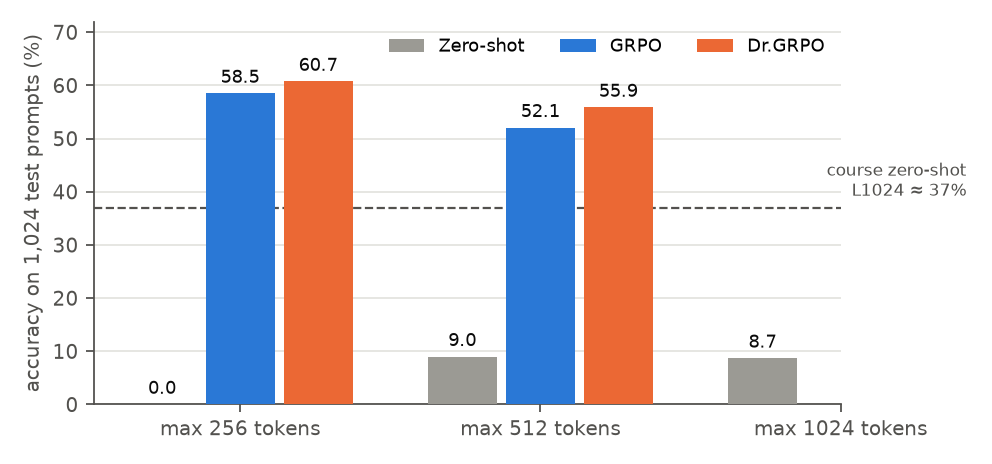 accuracy on 1,024 test prompts (%)
70
60
50
40
30
20
10
0
Zero-shot
GRPO
Dr.GRPO
0.0
58.5
60.7
9.0
52.1
55.9
8.7
course zero-shot
L1024 ≈ 37%
max 256 tokens
max 512 tokens
max 1024 tokens